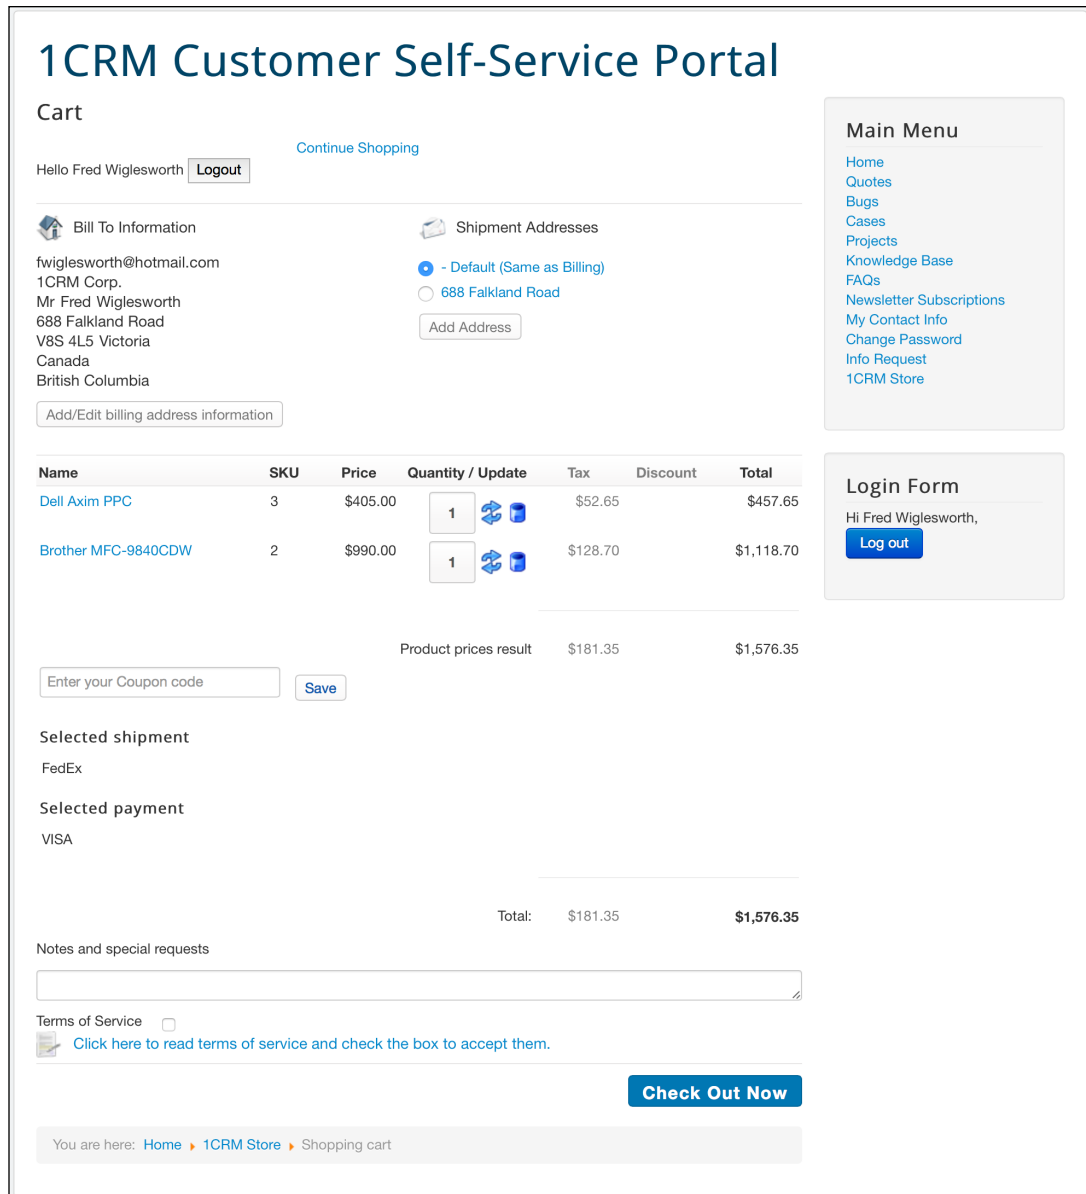 1CRM Customer Self-Service Portal
Cart
Continue Shopping
Hello Fred Wiglesworth Logout
Bill To Information
fwiglesworth@hotmail.com
1CRM Corp.
Mr Fred Wiglesworth
688 Falkland Road
V8S 4L5 Victoria
Canada
British Columbia
Add/Edit billing address information
Shipment Addresses
- Default (Same as Billing)
688 Falkland Road
Add Address
Name SKU Price Quantity / Update Tax Discount Total
Dell Axim PPC 3 $405.00 1 $52.65 $457.65
Brother MFC-9840CDW 2 $990.00 1 $128.70 $1,118.70
Product prices result $181.35 $1,576.35
Enter your Coupon code Save
Selected shipment
FedEx
Selected payment
VISA
Total: $181.35 $1,576.35
Notes and special requests
Terms of Service
Click here to read terms of service and check the box to accept them.
Check Out Now
You are here: Home 1CRM Store Shopping cart
Main Menu
Home
Quotes
Bugs
Cases
Projects
Knowledge Base
FAQs
Newsletter Subscriptions
My Contact Info
Change Password
Info Request
1CRM Store
Login Form
Hi Fred Wiglesworth,
Log out